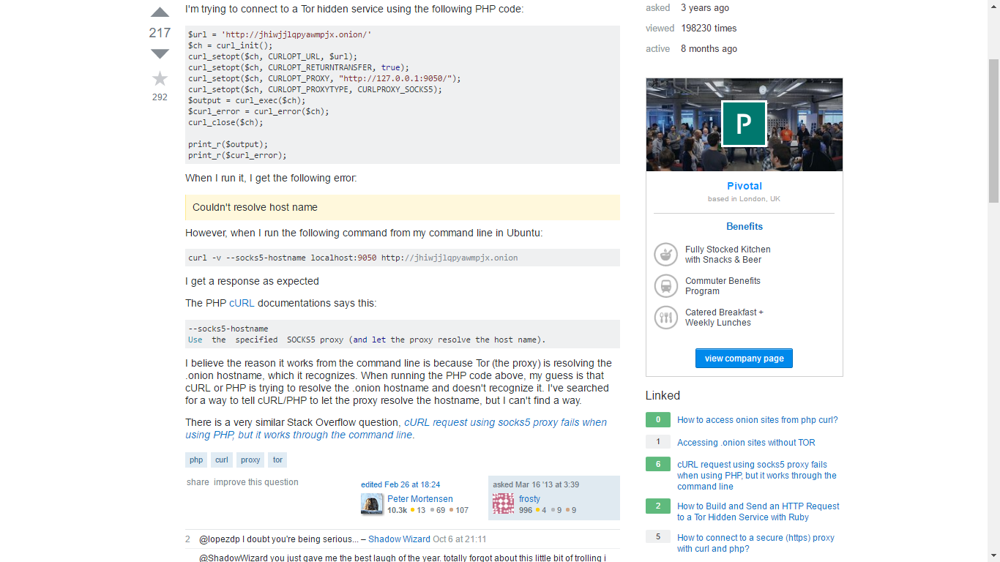 I'm trying to connect to a Tor hidden service using the following PHP code:
217
292
$url = 'http://jhiwjjlqpyawmpjx.onion/'
$ch = curl_init();
curl_setopt($ch, CURLOPT_URL, $url);
curl_setopt($ch, CURLOPT_RETURNTRANSFER, true);
curl_setopt($ch, CURLOPT_PROXY, "http://127.0.0.1:9050/");
curl_setopt($ch, CURLOPT_PROXYTYPE, CURLPROXY_SOCKS5);
$output = curl_exec($ch);
$curl_error = curl_error($ch);
curl_close($ch);
print_r($output);
print_r($curl_error);
When I run it, I get the following error:
Couldn't resolve host name
However, when I run the following command from my command line in Ubuntu:
curl -v --socks5-hostname localhost:9050 http://jhiwjjlqpyawmpjx.onion
I get a response as expected
The PHP cURL documentations says this:
--socks5-hostname
Use the specified SOCKS5 proxy (and let the proxy resolve the host name).
I believe the reason it works from the command line is because Tor (the proxy) is resolving the
.onion hostname, which it recognizes. When running the PHP code above, my guess is that
cURL or PHP is trying to resolve the .onion hostname and doesn't recognize it. I've searched
for a way to tell cURL/PHP to let the proxy resolve the hostname, but I can't find a way.
There is a very similar Stack Overflow question, cURL request using socks5 proxy fails when
using PHP, but it works through the command line.
php curl proxy tor
share improve this question
edited Feb 26 at 18:24
Peter Mortensen
10.3k 13 69 107
asked Mar 16 '13 at 3:39
frosty
996 4 9 9
2 @lopezdp I doubt you're being serious... – Shadow Wizard Oct 6 at 21:11
@ShadowWizard you just gave me the best laugh of the year. totally forgot about this little bit of trolling i
asked 3 years ago
viewed 198230 times
active 8 months ago
P
Pivotal
based in London, UK
Benefits
Fully Stocked Kitchen
with Snacks & Beer
Commuter Benefits
Program
Catered Breakfast +
Weekly Lunches
view company page
Linked
0 How to access onion sites from php curl?
1 Accessing .onion sites without TOR
6 cURL request using socks5 proxy fails
when using PHP, but it works through the
command line
2 How to Build and Send an HTTP Request
to a Tor Hidden Service with Ruby
5 How to connect to a secure (https) proxy
with curl and php?